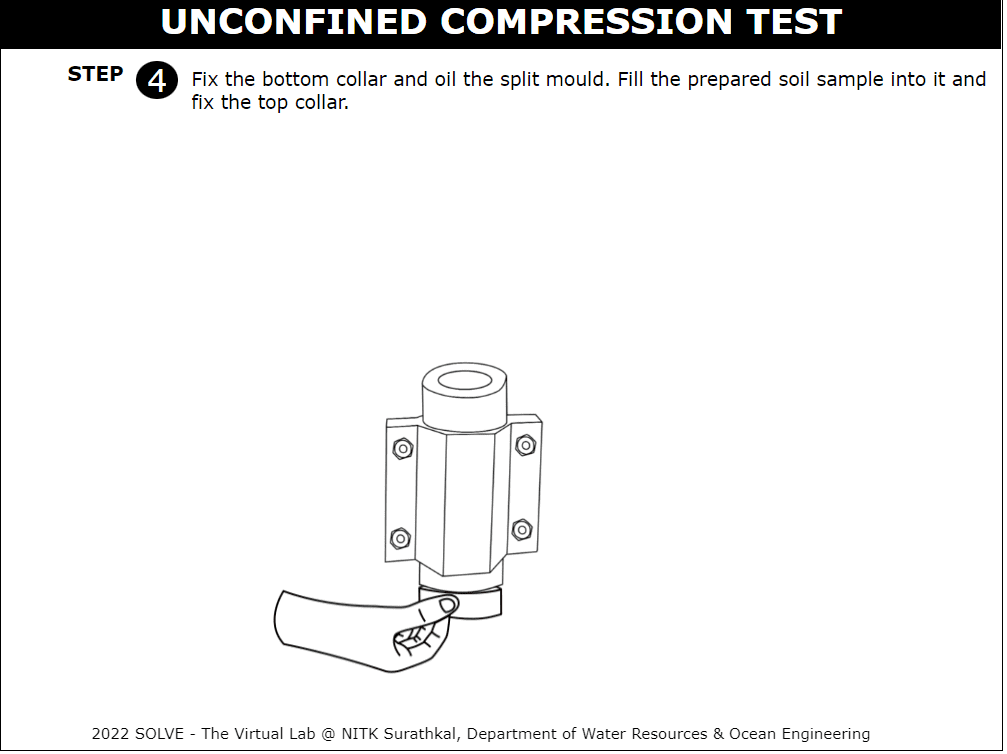 UNCONFINED COMPRESSION TEST
STEP 4 Fix the bottom collar and oil the split mould. Fill the prepared soil sample into it and
fix the top collar.
2022 SOLVE - The Virtual Lab @ NITK Surathkal, Department of Water Resources & Ocean Engineering